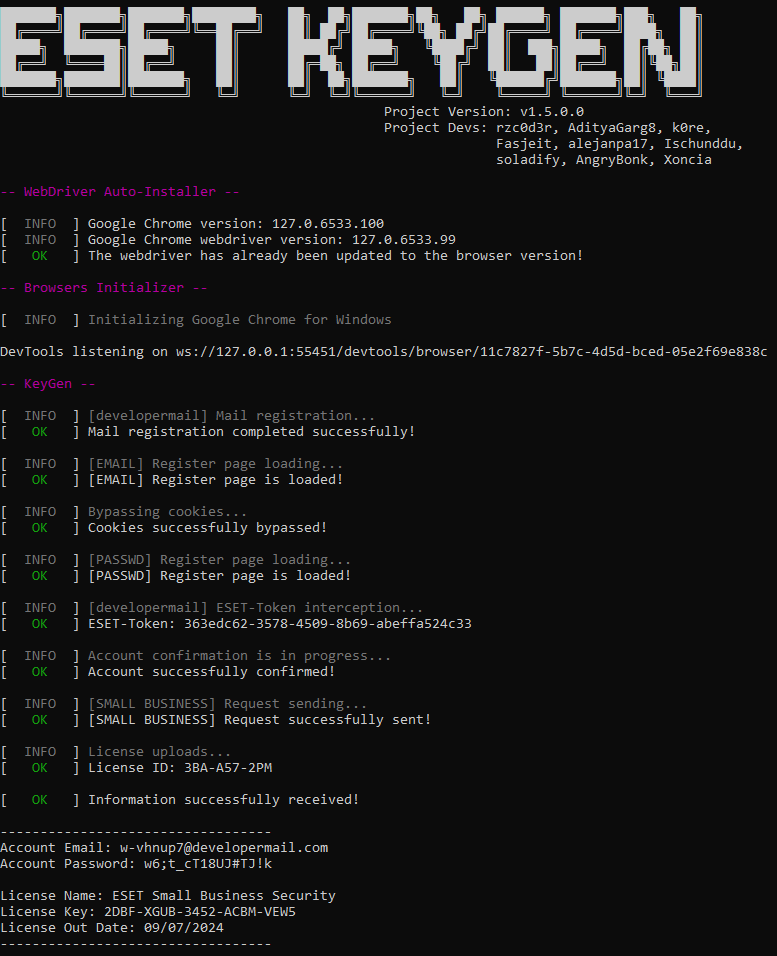 ESET KEYGEN
Project Version: v1.5.0.0
Project Devs: rzc0d3r, AdityaGarg8, k0re,
Fasjeit, alejanpa17, Ischunddu,
soladify, AngryBonk, Xoncia
-- WebDriver Auto-Installer --
[ INFO ] Google Chrome version: 127.0.6533.100
[ INFO ] Google Chrome webdriver version: 127.0.6533.99
[ OK ] The webdriver has already been updated to the browser version!
-- Browsers Initializer --
[ INFO ] Initializing Google Chrome for Windows
DevTools listening on ws://127.0.0.1:55451/devtools/browser/11c7827f-5b7c-4d5d-bced-05e2f69e838c
-- KeyGen --
[ INFO ] [developermail] Mail registration...
[ OK ] Mail registration completed successfully!
[ INFO ] [EMAIL] Register page loading...
[ OK ] [EMAIL] Register page is loaded!
[ INFO ] Bypassing cookies...
[ OK ] Cookies successfully bypassed!
[ INFO ] [PASSWD] Register page loading...
[ OK ] [PASSWD] Register page is loaded!
[ INFO ] [developermail] ESET-Token interception...
[ OK ] ESET-Token: 363edc62-3578-4509-8b69-abeffa524c33
[ INFO ] Account confirmation is in progress...
[ OK ] Account successfully confirmed!
[ INFO ] [SMALL BUSINESS] Request sending...
[ OK ] [SMALL BUSINESS] Request successfully sent!
[ INFO ] License uploads...
[ OK ] License ID: 3BA-A57-2PM
[ OK ] Information successfully received!
----------------------------------
Account Email: w-vhnup7@developermail.com
Account Password: w6;t_cT18UJ#TJ!k
License Name: ESET Small Business Security
License Key: 2DBF-XGUB-3452-ACBM-VEW5
License Out Date: 09/07/2024
----------------------------------